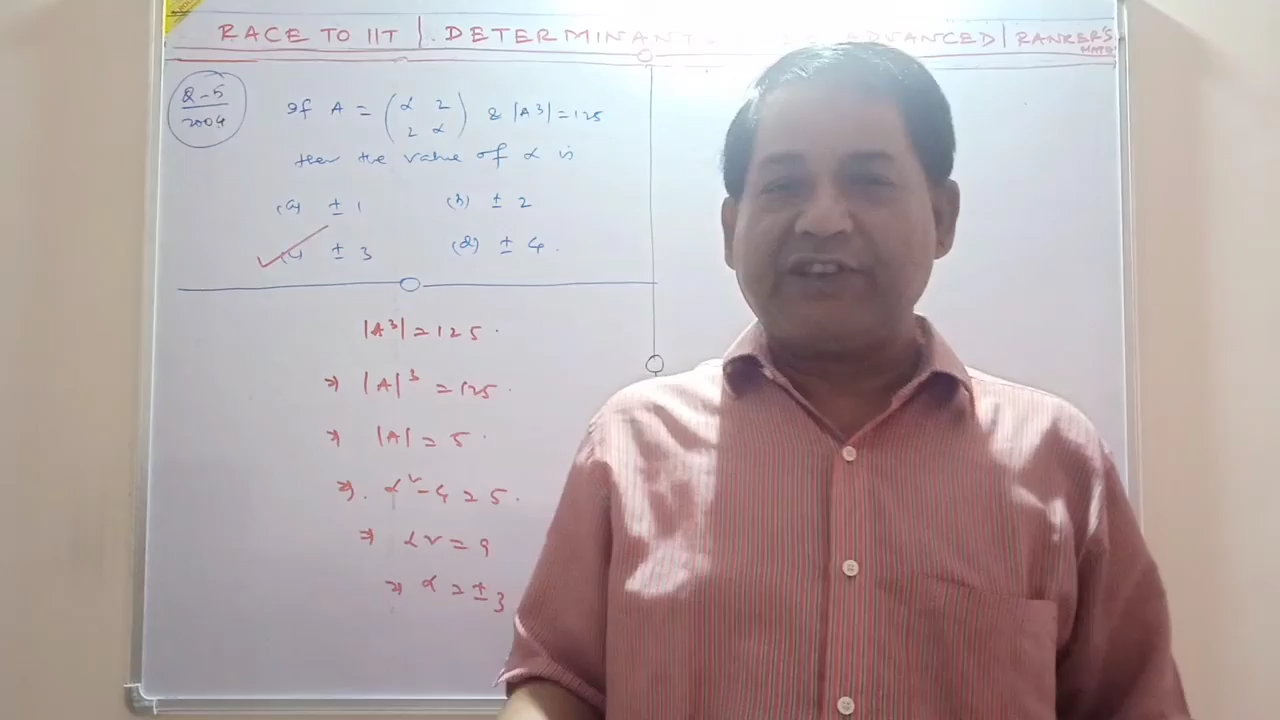 RACE TO IIT | DETERMINANT ADVANCED | RANKERS
MATH
Q-5
2004
If A = (α 2
2 α) & |A³| = 125
then the value of α is
(a) ± 1 (b) ± 2
(c) ± 3 (d) ± 4.
|A³| = 125.
⇒ |A|³ = 125.
⇒ |A| = 5.
⇒. α² - 4 = 5.
⇒ α² = 9
⇒ α = ± 3